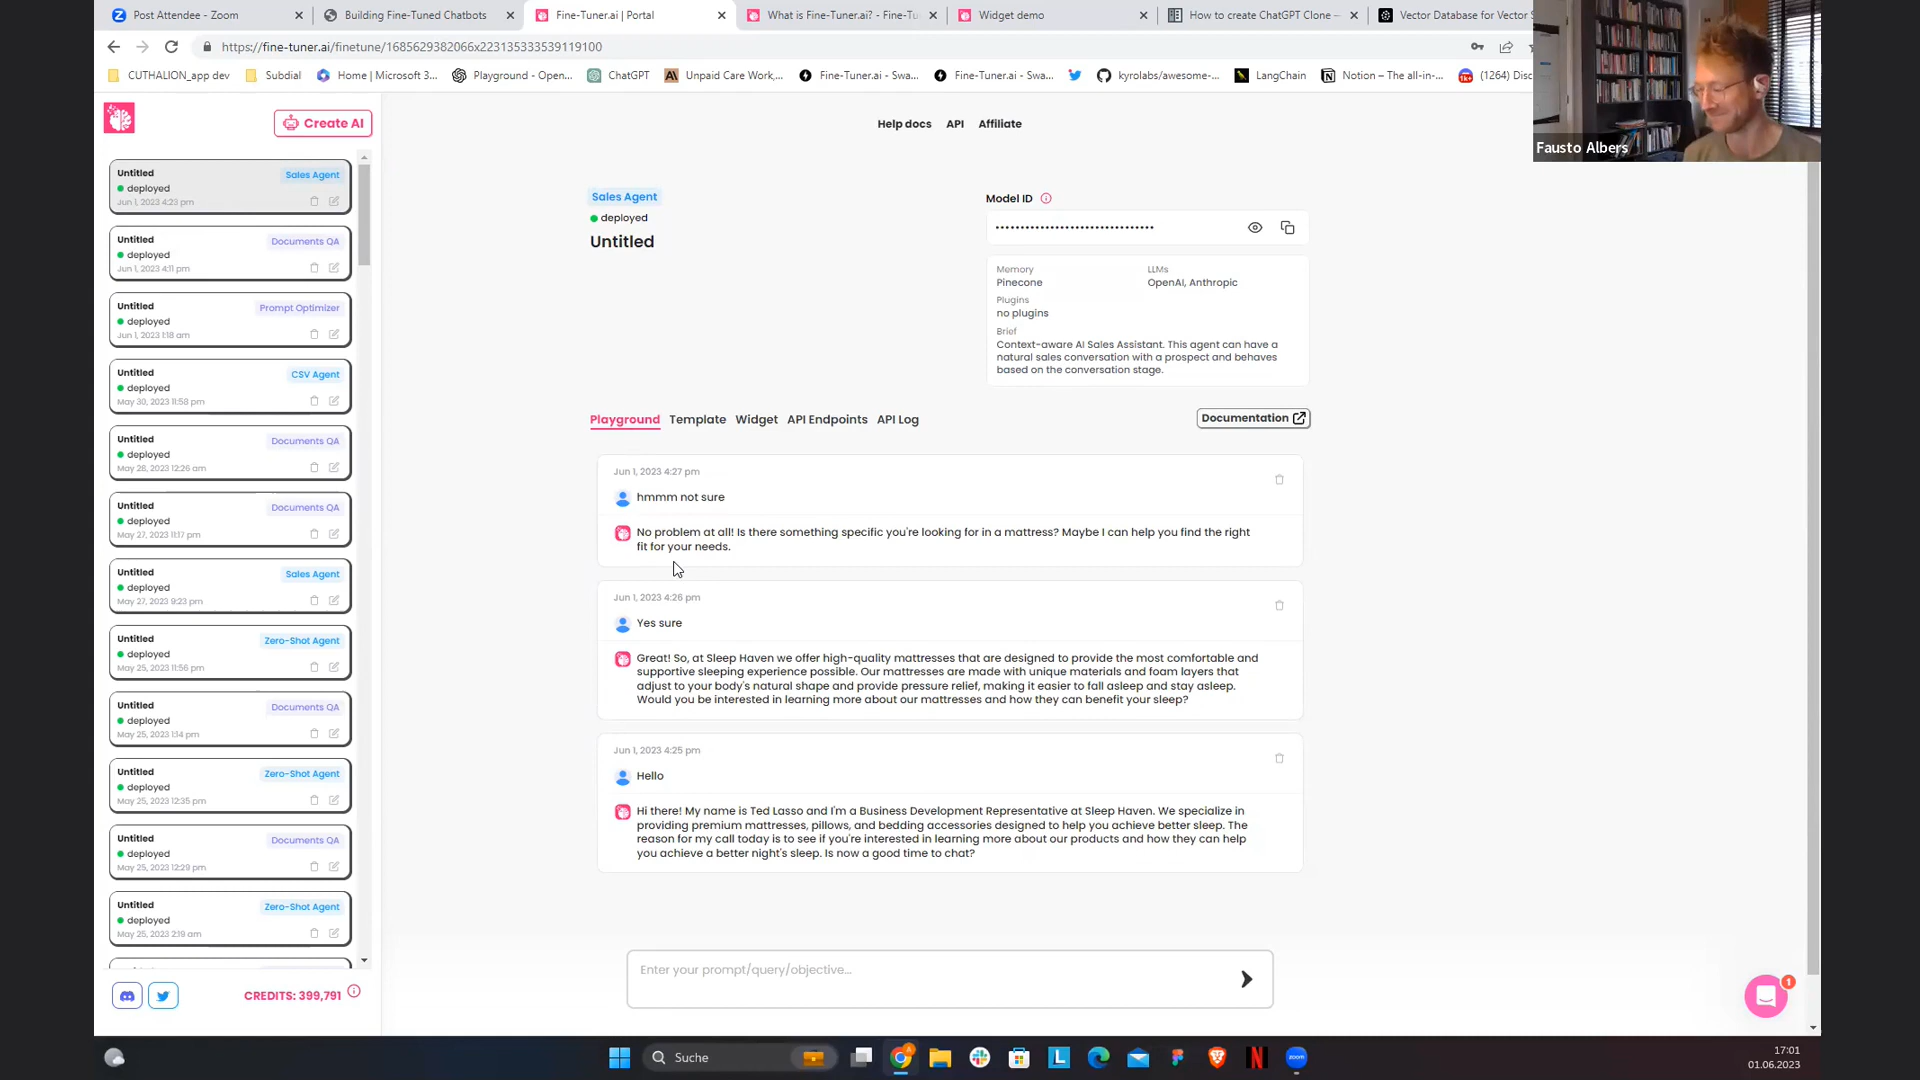 Post Attendee - Zoom
Building Fine-Tuned Chatbots
Fine-Tuner.ai | Portal
What is Fine-Tuner.ai? - Fine-Tu
Widget demo
How to create ChatGPT Clone –
Vector Database for Vector S
https://fine-tuner.ai/finetune/1685629382066x223135333539119100
CUTHALION_app dev
Subdial
Home | Microsoft 3...
Playground - Open...
ChatGPT
Unpaid Care Work,...
Fine-Tuner.ai - Swa...
Fine-Tuner.ai - Swa...
kyrolabs/awesome-...
LangChain
Notion – The all-in-...
(1264) Disc
Fausto Albers
Create AI
Help docs
API
Affiliate
Untitled
Sales Agent
deployed
Jun 1, 2023 4:23 pm
Untitled
Documents QA
deployed
Jun 1, 2023 4:11 pm
Untitled
Prompt Optimizer
deployed
Jun 1, 2023 1:18 am
Untitled
CSV Agent
deployed
May 30, 2023 11:58 pm
Untitled
Documents QA
deployed
May 28, 2023 12:26 am
Untitled
Documents QA
deployed
May 27, 2023 11:17 pm
Untitled
Sales Agent
deployed
May 27, 2023 9:23 pm
Untitled
Zero-Shot Agent
deployed
May 25, 2023 11:56 pm
Untitled
Documents QA
deployed
May 25, 2023 1:14 pm
Untitled
Zero-Shot Agent
deployed
May 25, 2023 12:35 pm
Untitled
Documents QA
deployed
May 25, 2023 12:29 pm
Untitled
Zero-Shot Agent
deployed
May 25, 2023 2:19 am
CREDITS: 399,791
Sales Agent
deployed
Untitled
Model ID
Memory
Pinecone
LLMs
OpenAI, Anthropic
Plugins
no plugins
Brief
Context-aware AI Sales Assistant. This agent can have a
natural sales conversation with a prospect and behaves
based on the conversation stage.
Playground
Template
Widget
API Endpoints
API Log
Documentation
Jun 1, 2023 4:27 pm
hmmm not sure
No problem at all! Is there something specific you're looking for in a mattress? Maybe I can help you find the right
fit for your needs.
Jun 1, 2023 4:26 pm
Yes sure
Great! So, at Sleep Haven we offer high-quality mattresses that are designed to provide the most comfortable and
supportive sleeping experience possible. Our mattresses are made with unique materials and foam layers that
adjust to your body's natural shape and provide pressure relief, making it easier to fall asleep and stay asleep.
Would you be interested in learning more about our mattresses and how they can benefit your sleep?
Jun 1, 2023 4:25 pm
Hello
Hi there! My name is Ted Lasso and I'm a Business Development Representative at Sleep Haven. We specialize in
providing premium mattresses, pillows, and bedding accessories designed to help you achieve better sleep. The
reason for my call today is to see if you're interested in learning more about our products and how they can help
you achieve a better night's sleep. Is now a good time to chat?
Enter your prompt/query/objective...
1
Suche
17:01
01.06.2023